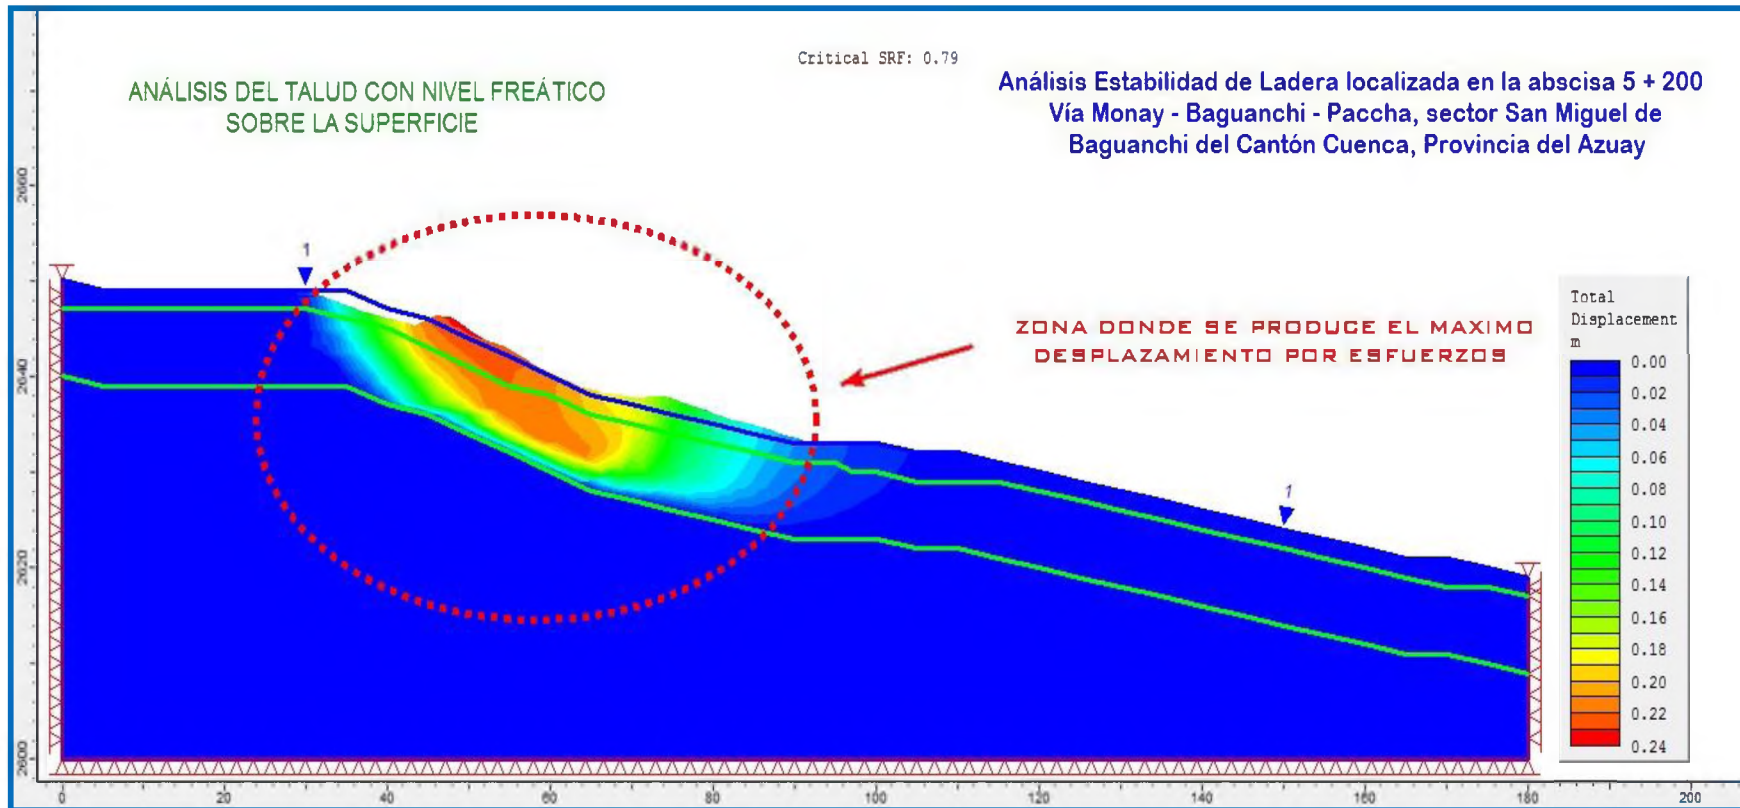 Critical SRF: 0.79
ANÁLISIS DEL TALUD CON NIVEL FREÁTICO
SOBRE LA SUPERFICIE
Análisis Estabilidad de Ladera localizada en la abscisa 5 + 200
Vía Monay - Baguanchi - Paccha, sector San Miguel de
Baguanchi del Cantón Cuenca, Provincia del Azuay
ZONA DONDE SE PRODUCE EL MAXIMO
DESPLAZAMIENTO POR ESFUERZOS
1
1
Total
Displacement
m
0.00
0.02
0.04
0.06
0.08
0.10
0.12
0.14
0.16
0.18
0.20
0.22
0.24
2660
2640
2620
2600
0 20 40 60 80 100 120 140 160 180 200